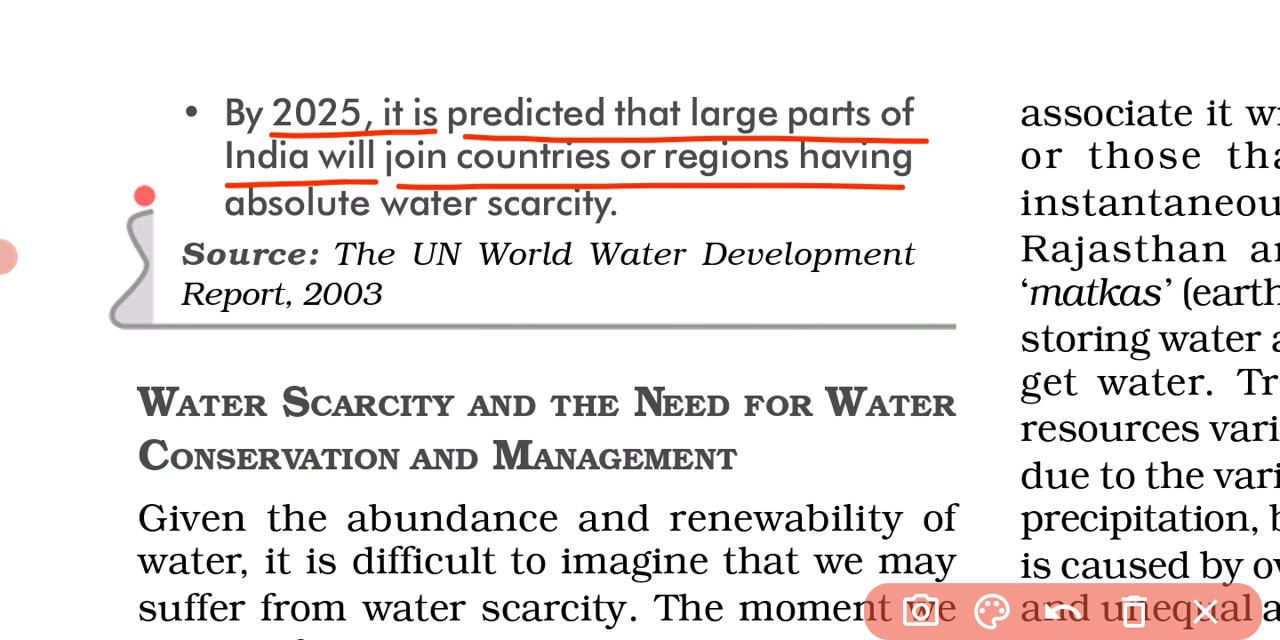 • By 2025, it is predicted that large parts of
India will join countries or regions having
absolute water scarcity.
Source: The UN World Water Development
Report, 2003
WATER SCARCITY AND THE NEED FOR WATER
CONSERVATION AND MANAGEMENT
Given the abundance and renewability of
water, it is difficult to imagine that we may
suffer from water scarcity. The moment we
associate it
or those
Rajasthan
‘matkas’ (earth
storing water
get water.
resources
due to the
precipitation,
is caused by
and unequal